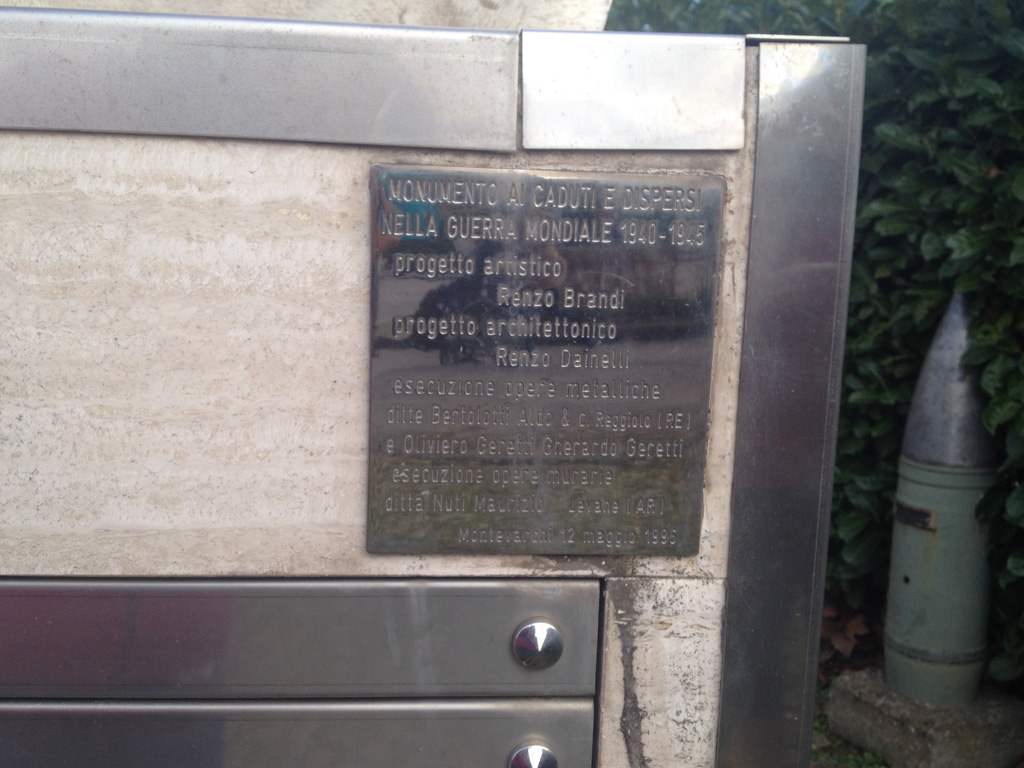 MONUMENTO AI CADUTI E DISPERSI
NELLA GUERRA MONDIALE 1940-1945
progetto artistico
Renzo Brandi
progetto architettonico
Renzo Dainelli
esecuzione opere metalliche
ditte Bertolotti Aldo & c. Reggiolo (RE)
e Oliviero Geretti Gherardo Geretti
esecuzione opere murarie
ditta Nuti Maurizio Levane (AR)
Montevarchi 12 maggio 1995